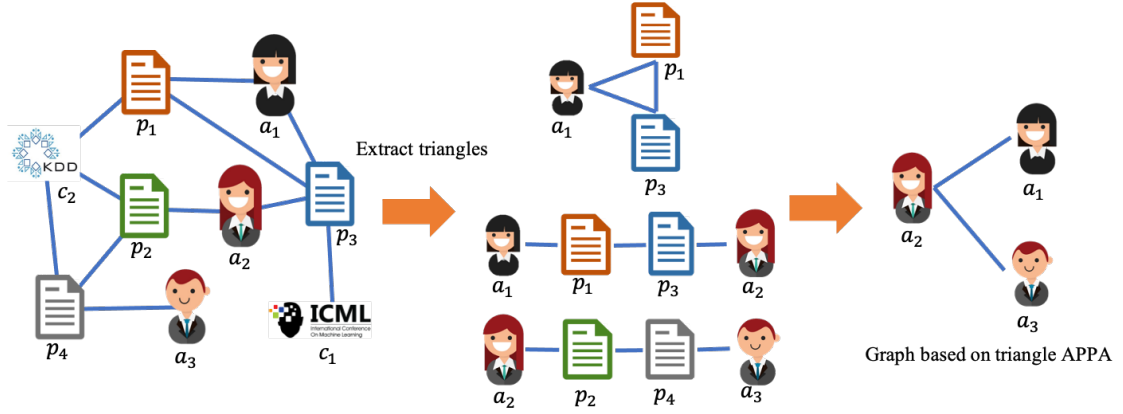 p₁
a₁
KDD
c₂
p₂
a₂
p₃
p₄
a₃
ICML
International Conference
On Machine Learning
c₁
Extract triangles
p₁
a₁
p₃
a₁
p₁
p₃
a₂
a₂
p₂
p₄
a₃
a₁
a₂
a₃
Graph based on triangle APPA